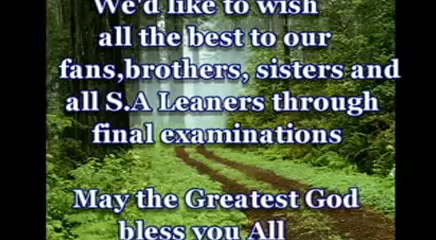 We'd like to wish
all the best to our
fans,brothers, sisters and
all S.A Leaners through
final examinations
May the Greatest God
bless you All